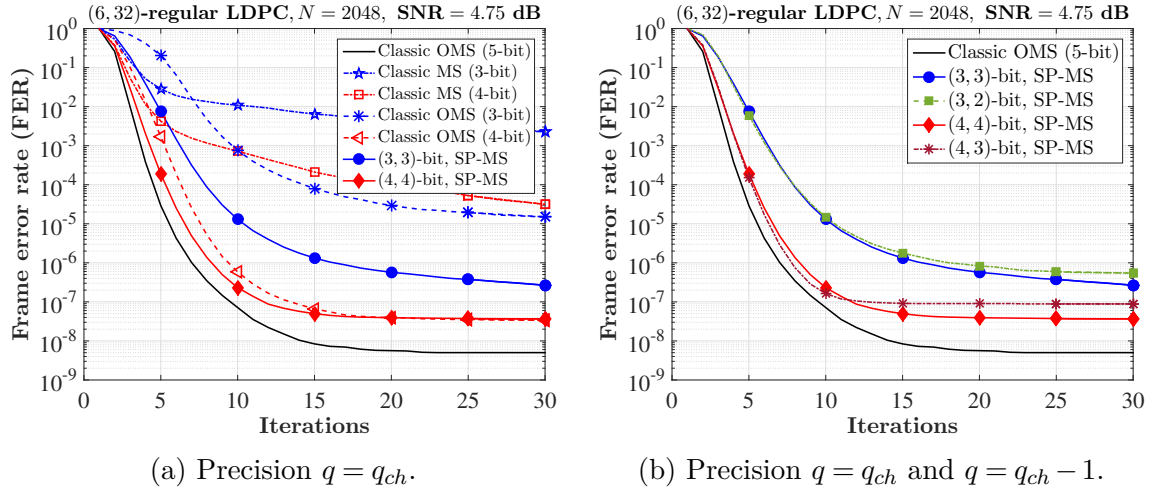 (6, 32)-regular LDPC, N = 2048, SNR = 4.75 dB
Frame error rate (FER)
10^0
10^-1
10^-2
10^-3
10^-4
10^-5
10^-6
10^-7
10^-8
10^-9
Classic OMS (5-bit)
Classic MS (3-bit)
Classic MS (4-bit)
Classic OMS (3-bit)
Classic OMS (4-bit)
(3, 3)-bit, SP-MS
(4, 4)-bit, SP-MS
0 5 10 15 20 25 30
Iterations
(a) Precision q = q_ch.
(6, 32)-regular LDPC, N = 2048, SNR = 4.75 dB
Frame error rate (FER)
10^0
10^-1
10^-2
10^-3
10^-4
10^-5
10^-6
10^-7
10^-8
10^-9
Classic OMS (5-bit)
(3, 3)-bit, SP-MS
(3, 2)-bit, SP-MS
(4, 4)-bit, SP-MS
(4, 3)-bit, SP-MS
0 5 10 15 20 25 30
Iterations
(b) Precision q = q_ch and q = q_ch − 1.